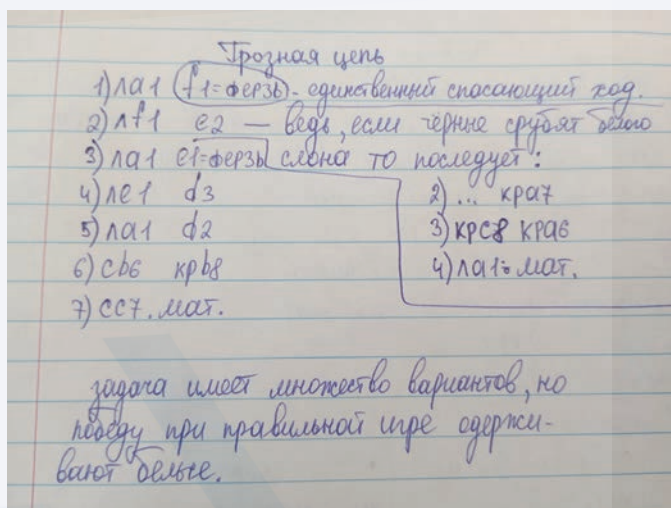 Грозная цепь
1) ла1 (f1=ферзь)- единственный спасающий ход.
2) лf1 e2 — ведь, если чёрные срубят белого
3) ла1 e1=ферзь слона то последует:
4) лe1 d3
2) ... кра7
5) ла1 d2
3) крc8 кра6
6) cb6 крb8
4) ла1= мат.
7) cc7. мат.
задача имеет множество вариантов, но
победу при правильной игре одержи-
вают белые.